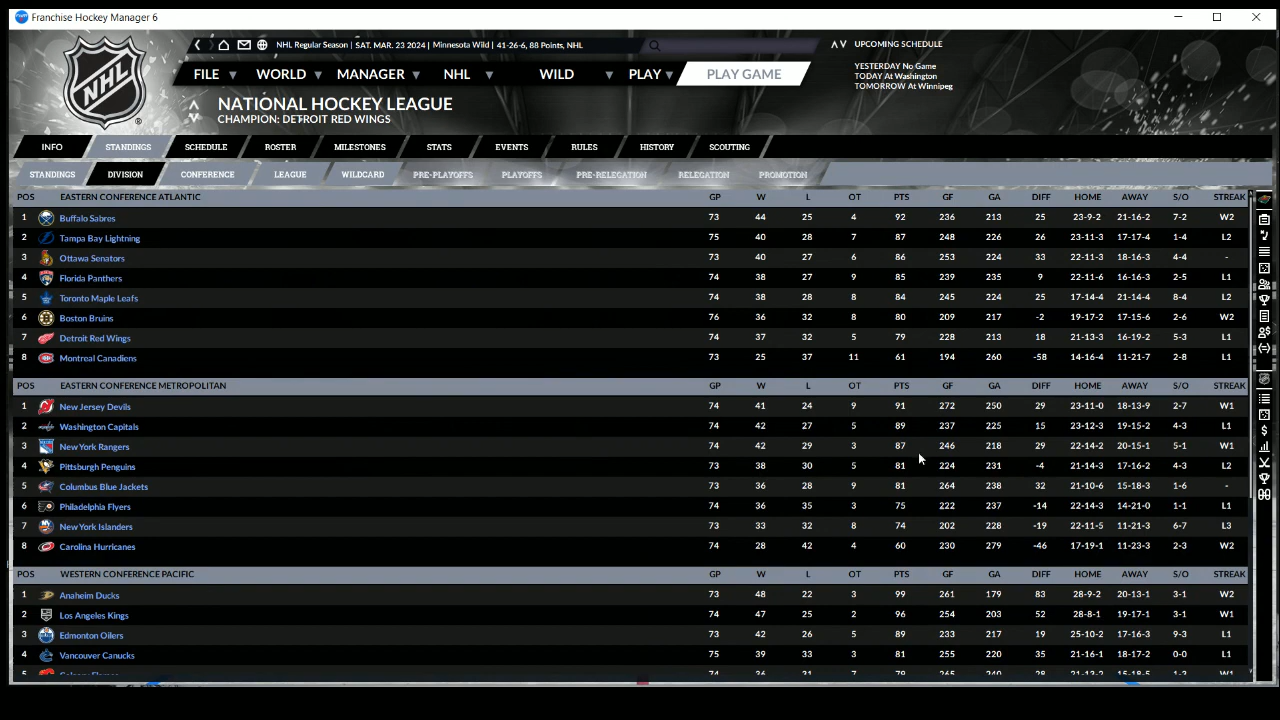 Franchise Hockey Manager 6
NHL Regular Season | SAT. MAR. 23 2024 | Minnesota Wild | 41-26-6, 88 Points, NHL
UPCOMING SCHEDULE
YESTERDAY No Game
TODAY At Washington
TOMORROW At Winnipeg
FILE WORLD MANAGER NHL WILD PLAY PLAY GAME
NATIONAL HOCKEY LEAGUE
CHAMPION: DETROIT RED WINGS
INFO STANDINGS SCHEDULE ROSTER MILESTONES STATS EVENTS RULES HISTORY SCOUTING
STANDINGS DIVISION CONFERENCE LEAGUE WILDCARD PRE-PLAYOFFS PLAYOFFS PRE-RELEGATION RELEGATION PROMOTION
POS EASTERN CONFERENCE ATLANTIC GP W L OT PTS GF GA DIFF HOME AWAY S/O STREAK
1 Buffalo Sabres 73 44 25 4 92 236 213 25 23-9-2 21-16-2 7-2 W2
2 Tampa Bay Lightning 75 40 28 7 87 248 226 26 23-11-3 17-17-4 1-4 L2
3 Ottawa Senators 73 40 27 6 86 253 224 33 22-11-3 18-16-3 4-4 -
4 Florida Panthers 74 38 27 9 85 239 235 9 22-11-6 16-16-3 2-5 L1
5 Toronto Maple Leafs 74 38 28 8 84 245 224 25 17-14-4 21-14-4 8-4 L2
6 Boston Bruins 76 36 32 8 80 209 217 -2 19-17-2 17-15-6 2-6 W2
7 Detroit Red Wings 74 37 32 5 79 228 213 18 21-13-3 16-19-2 5-3 L1
8 Montreal Canadiens 73 25 37 11 61 194 260 -58 14-16-4 11-21-7 2-8 L1
POS EASTERN CONFERENCE METROPOLITAN GP W L OT PTS GF GA DIFF HOME AWAY S/O STREAK
1 New Jersey Devils 74 41 24 9 91 272 250 29 23-11-0 18-13-9 2-7 W1
2 Washington Capitals 74 42 27 5 89 237 225 15 23-12-3 19-15-2 4-3 L1
3 New York Rangers 74 42 29 3 87 246 218 29 22-14-2 20-15-1 5-1 W1
4 Pittsburgh Penguins 73 38 30 5 81 224 231 -4 21-14-3 17-16-2 4-3 L2
5 Columbus Blue Jackets 73 36 28 9 81 264 238 32 21-10-6 15-18-3 1-6 -
6 Philadelphia Flyers 74 36 35 3 75 222 237 -14 22-14-3 14-21-0 1-1 L1
7 New York Islanders 73 33 32 8 74 202 228 -19 22-11-5 11-21-3 6-7 L3
8 Carolina Hurricanes 74 28 42 4 60 230 279 -46 17-19-1 11-23-3 2-3 W2
POS WESTERN CONFERENCE PACIFIC GP W L OT PTS GF GA DIFF HOME AWAY S/O STREAK
1 Anaheim Ducks 73 48 22 3 99 261 179 83 28-9-2 20-13-1 3-1 W2
2 Los Angeles Kings 74 47 25 2 96 254 203 52 28-8-1 19-17-1 3-1 W1
3 Edmonton Oilers 73 42 26 5 89 233 217 19 25-10-2 17-16-3 9-3 L1
4 Vancouver Canucks 75 39 33 3 81 255 220 35 21-16-1 18-17-2 0-0 L1